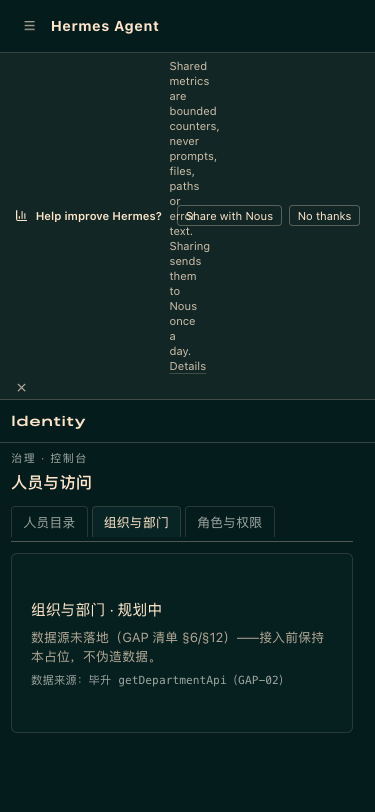 Hermes Agent
Help improve Hermes?
Shared
metrics
are
bounded
counters,
never
prompts,
files,
paths
or
error
text.
Sharing
sends
them
to
Nous
once
a
day.
Details
Share with Nous
No thanks
Identity
治理 · 控制台
人员与访问
人员目录
组织与部门
角色与权限
组织与部门 · 规划中
数据源未落地（GAP 清单 §6/§12）——接入前保持
本占位，不伪造数据。
数据来源: 毕升 getDepartmentApi (GAP-02)